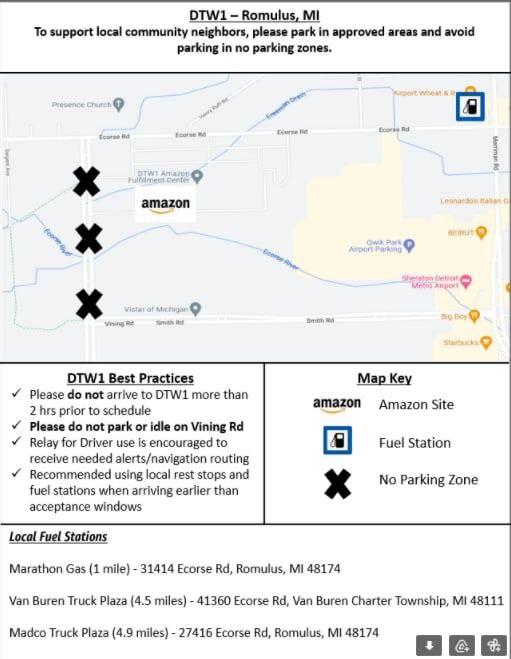 DTW1 – Romulus, MI
To support local community neighbors, please park in approved areas and avoid
parking in no parking zones.
Airport Wheat & R
Presence Church
Henry Ruff Rd
Freeman Drain
Ecorse Rd
Ecorse Rd
Ecorse Rd
Merriman Rd
DTW1 Amazon
Fulfillment Center
amazon
Leonardos Italian G
BEIRUT
Qwik Park
Airport Parking
Ecorse River
Ecorse River
Sheraton Detroit
Metro Airport
Vistar of Michigan
Big Boy
Vining Rd
Smith Rd
Smith Rd
Starbucks
DTW1 Best Practices
✓ Please do not arrive to DTW1 more than
2 hrs prior to schedule
✓ Please do not park or idle on Vining Rd
✓ Relay for Driver use is encouraged to
receive needed alerts/navigation routing
✓ Recommended using local rest stops and
fuel stations when arriving earlier than
acceptance windows
Map Key
amazon Amazon Site
Fuel Station
No Parking Zone
Local Fuel Stations
Marathon Gas (1 mile) - 31414 Ecorse Rd, Romulus, MI 48174
Van Buren Truck Plaza (4.5 miles) - 41360 Ecorse Rd, Van Buren Charter Township, MI 48111
Madco Truck Plaza (4.9 miles) - 27416 Ecorse Rd, Romulus, MI 48174